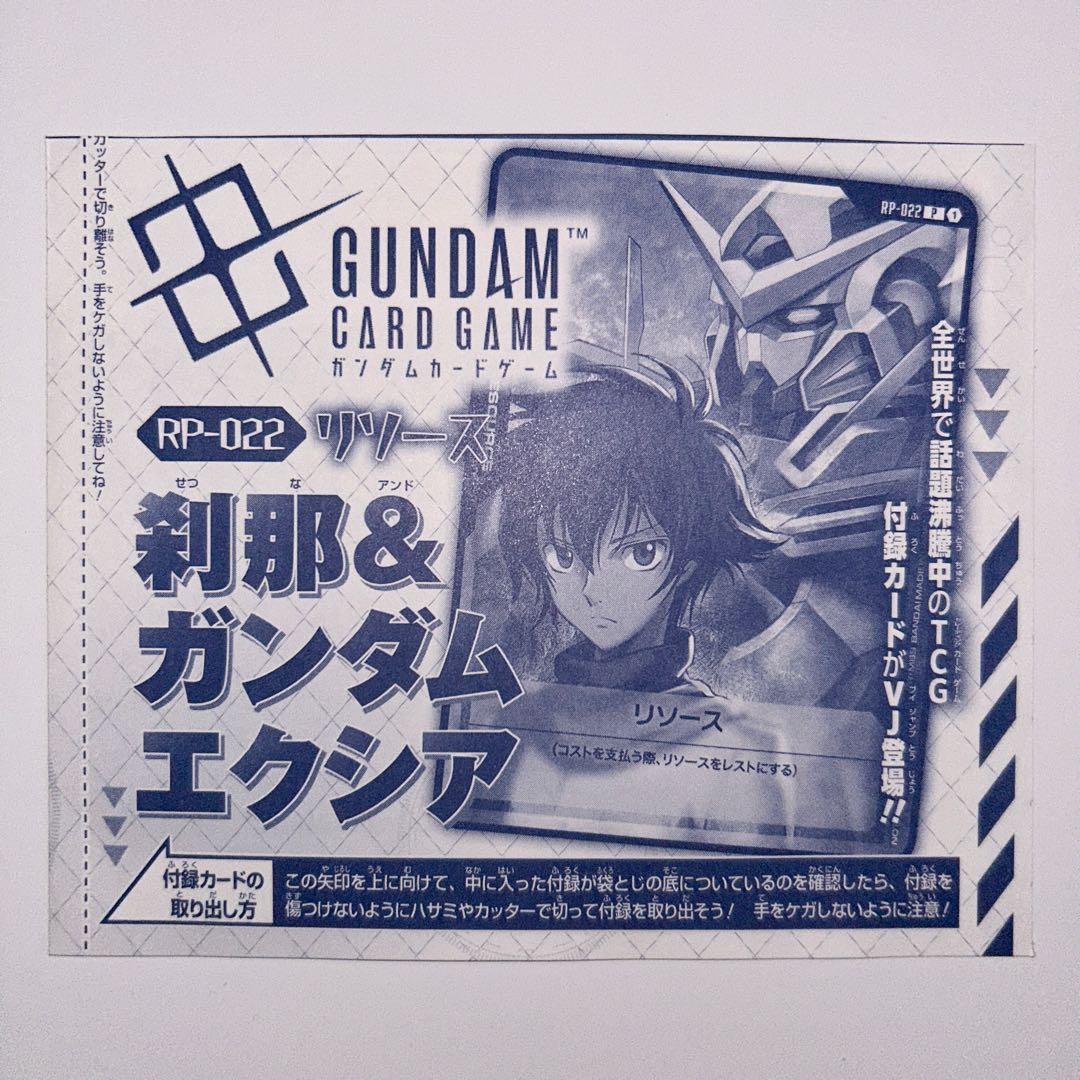 カッターで切り離そう。手をケガしないように注意してね！
GUNDAM™
CARD GAME
ガンダムカードゲーム
RP-022 リソース
刹那&
ガンダム
エクシア
RP-022 P 1
リソース
(コストを支払う際、リソースをレストにする)
全世界で話題沸騰中のTCG
付録カードがVJ登場!!
付録カードの
取り出し方
この矢印を上に向けて、中に入った付録が袋とじの底についているのを確認したら、付録を
傷つけないようにハサミやカッターで切って付録を取り出そう！ 手をケガしないように注意！